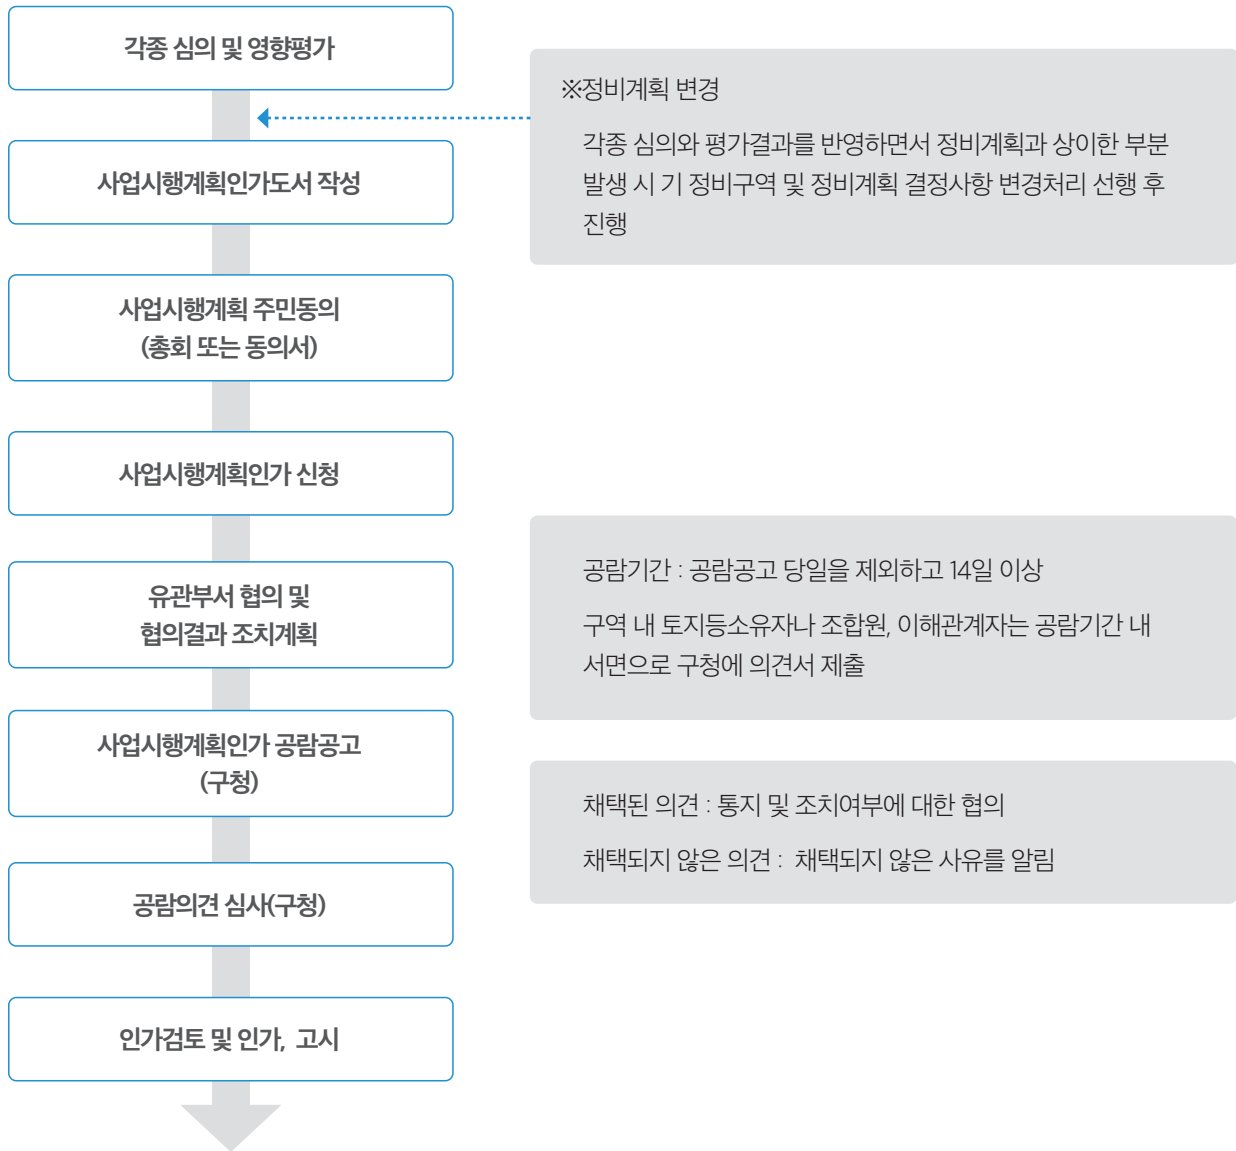 각종 심의 및 영향평가
※정비계획 변경
각종 심의와 평가결과를 반영하면서 정비계획과 상이한 부분
발생 시 기 정비구역 및 정비계획 결정사항 변경처리 선행 후
진행
사업시행계획인가도서 작성
사업시행계획 주민동의
(총회 또는 동의서)
사업시행계획인가 신청
유관부서 협의 및
협의결과 조치계획
공람기간 : 공람공고 당일을 제외하고 14일 이상
구역 내 토지등소유자나 조합원, 이해관계자는 공람기간 내
서면으로 구청에 의견서 제출
사업시행계획인가 공람공고
(구청)
채택된 의견 : 통지 및 조치여부에 대한 협의
채택되지 않은 의견 : 채택되지 않은 사유를 알림
공람의견 심사(구청)
인가검토 및 인가, 고시